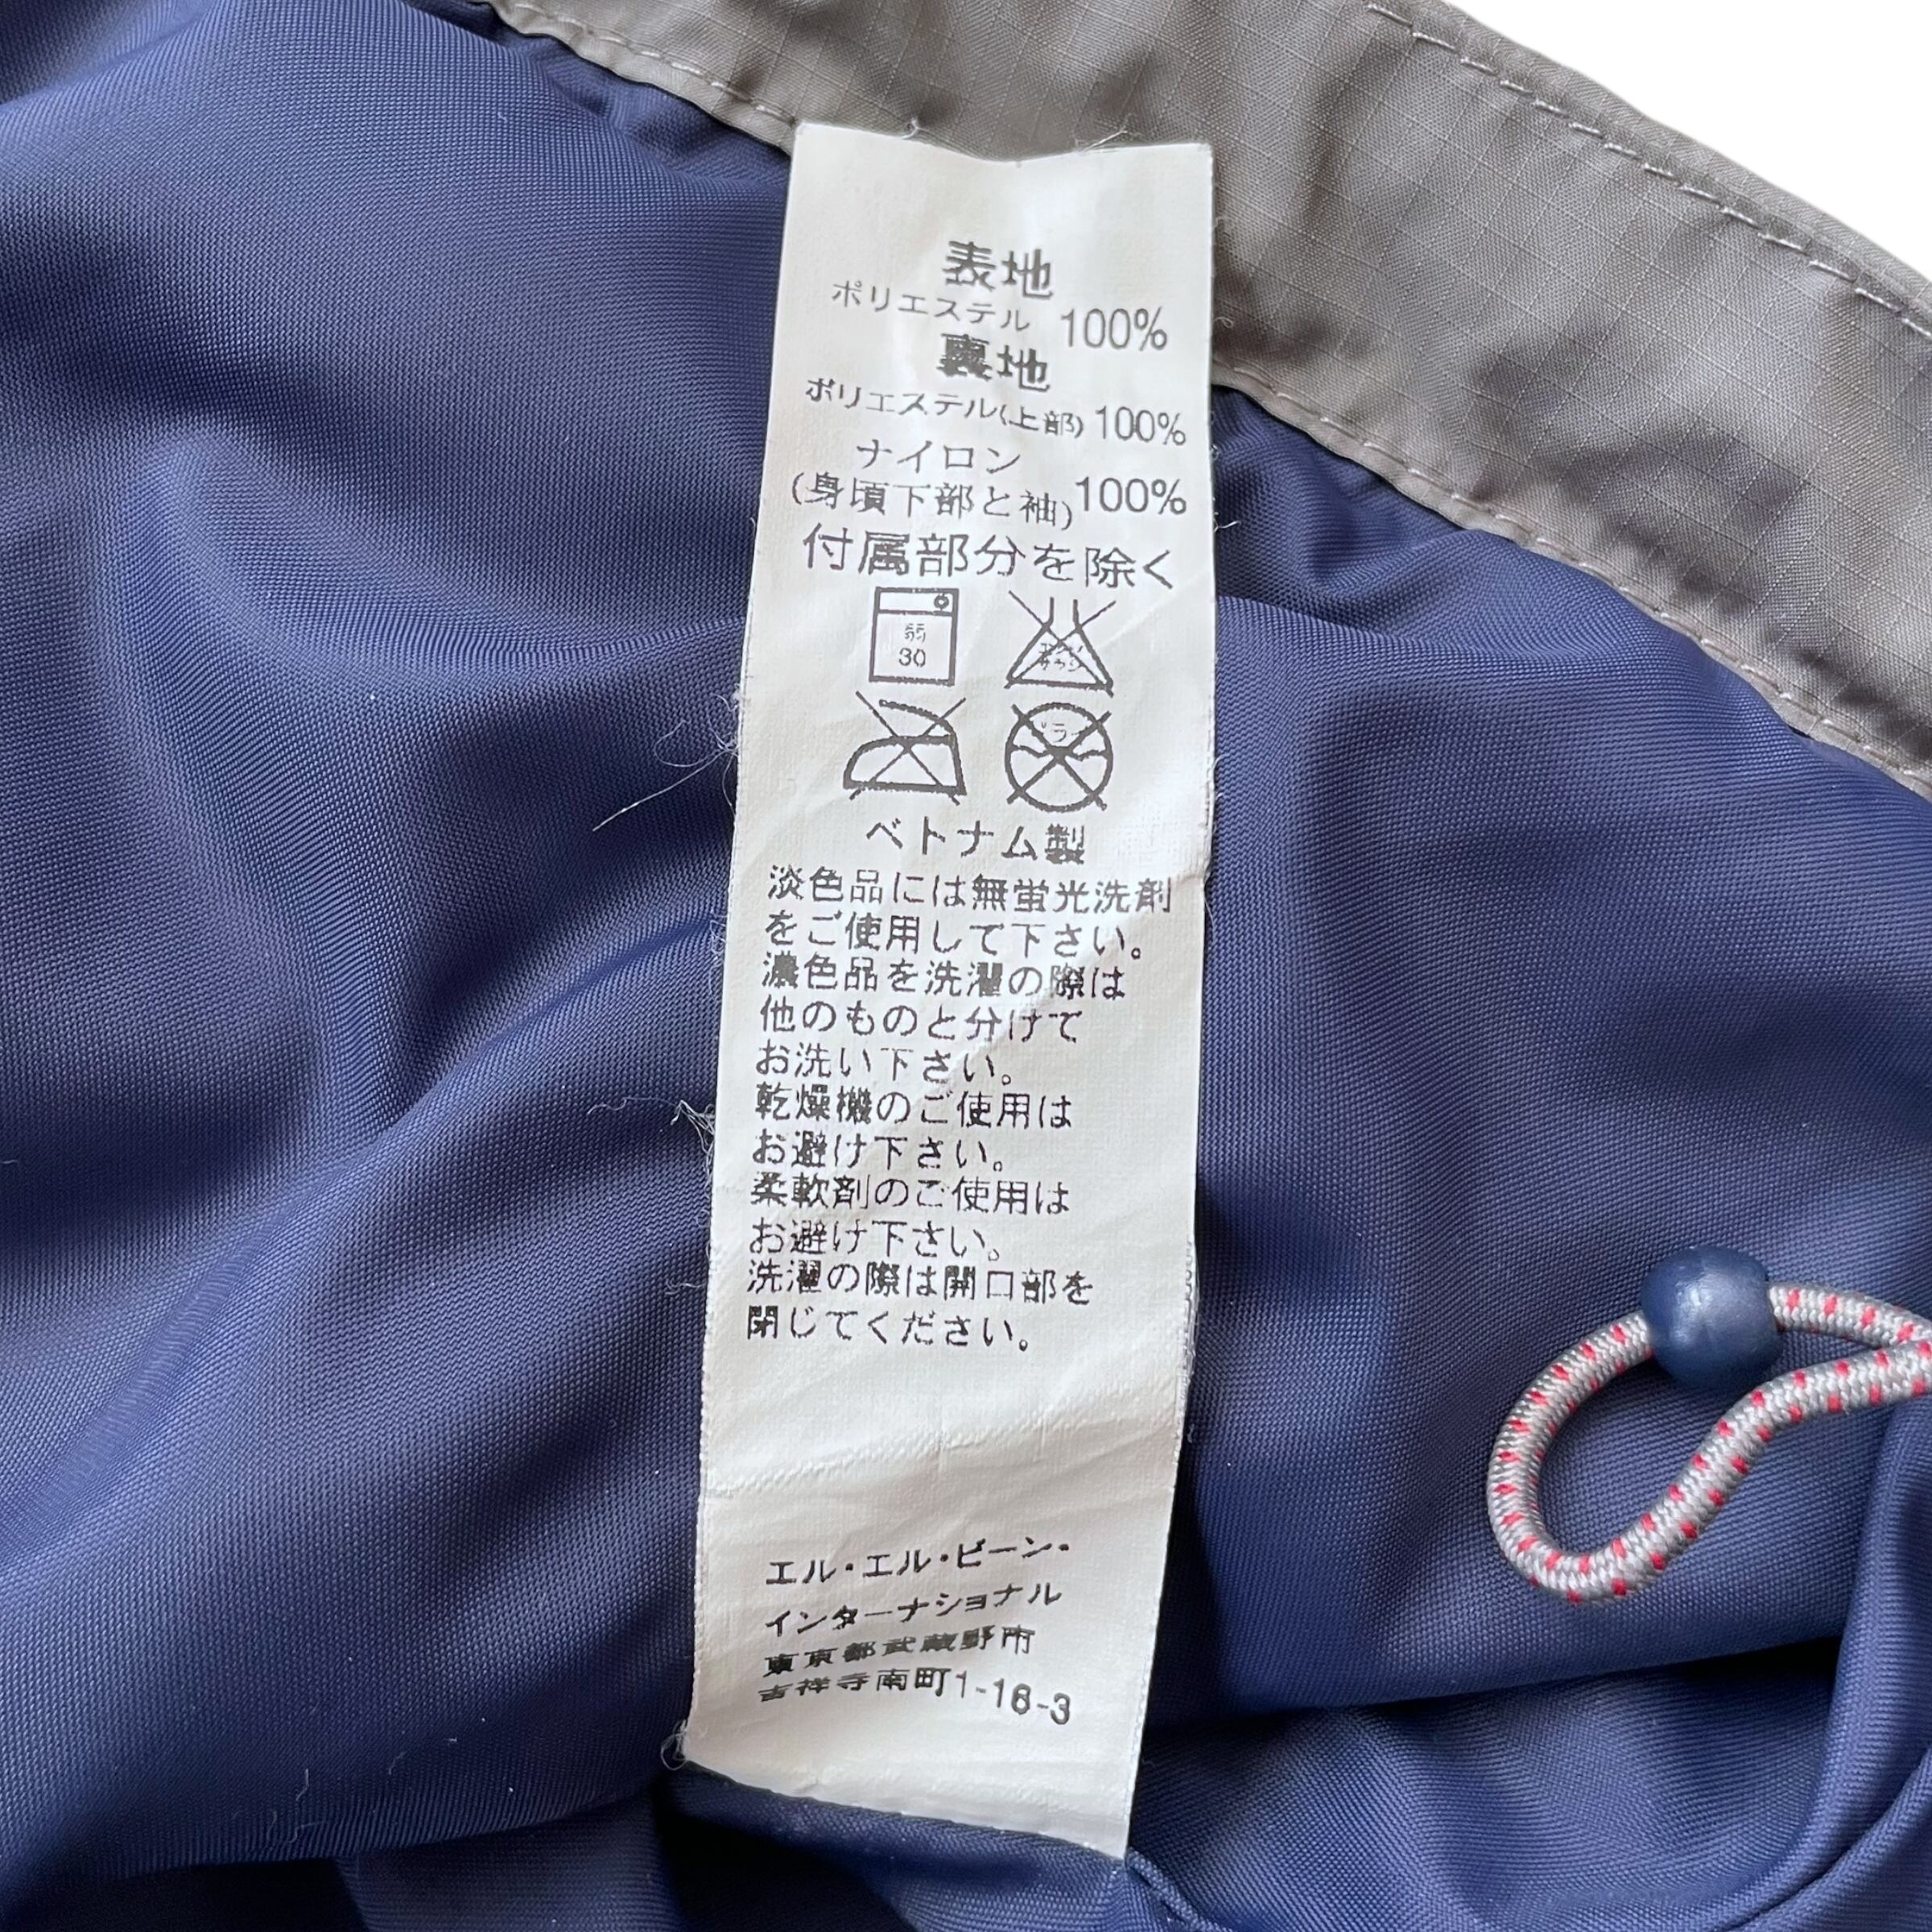 表地
ポリエステル 100%
裏地
ポリエステル(上部) 100%
ナイロン
(身頃下部と袖) 100%
付属部分を除く
弱
30
ベトナム製
淡色品には無蛍光洗剤
をご使用して下さい。
濃色品を洗濯の際は
他のものと分けて
お洗い下さい。
乾燥機のご使用は
お避け下さい。
柔軟剤のご使用は
お避け下さい。
洗濯の際は開口部を
閉じてください。
エル・エル・ビーン・
インターナショナル
東京都武蔵野市
吉祥寺南町1-16-3